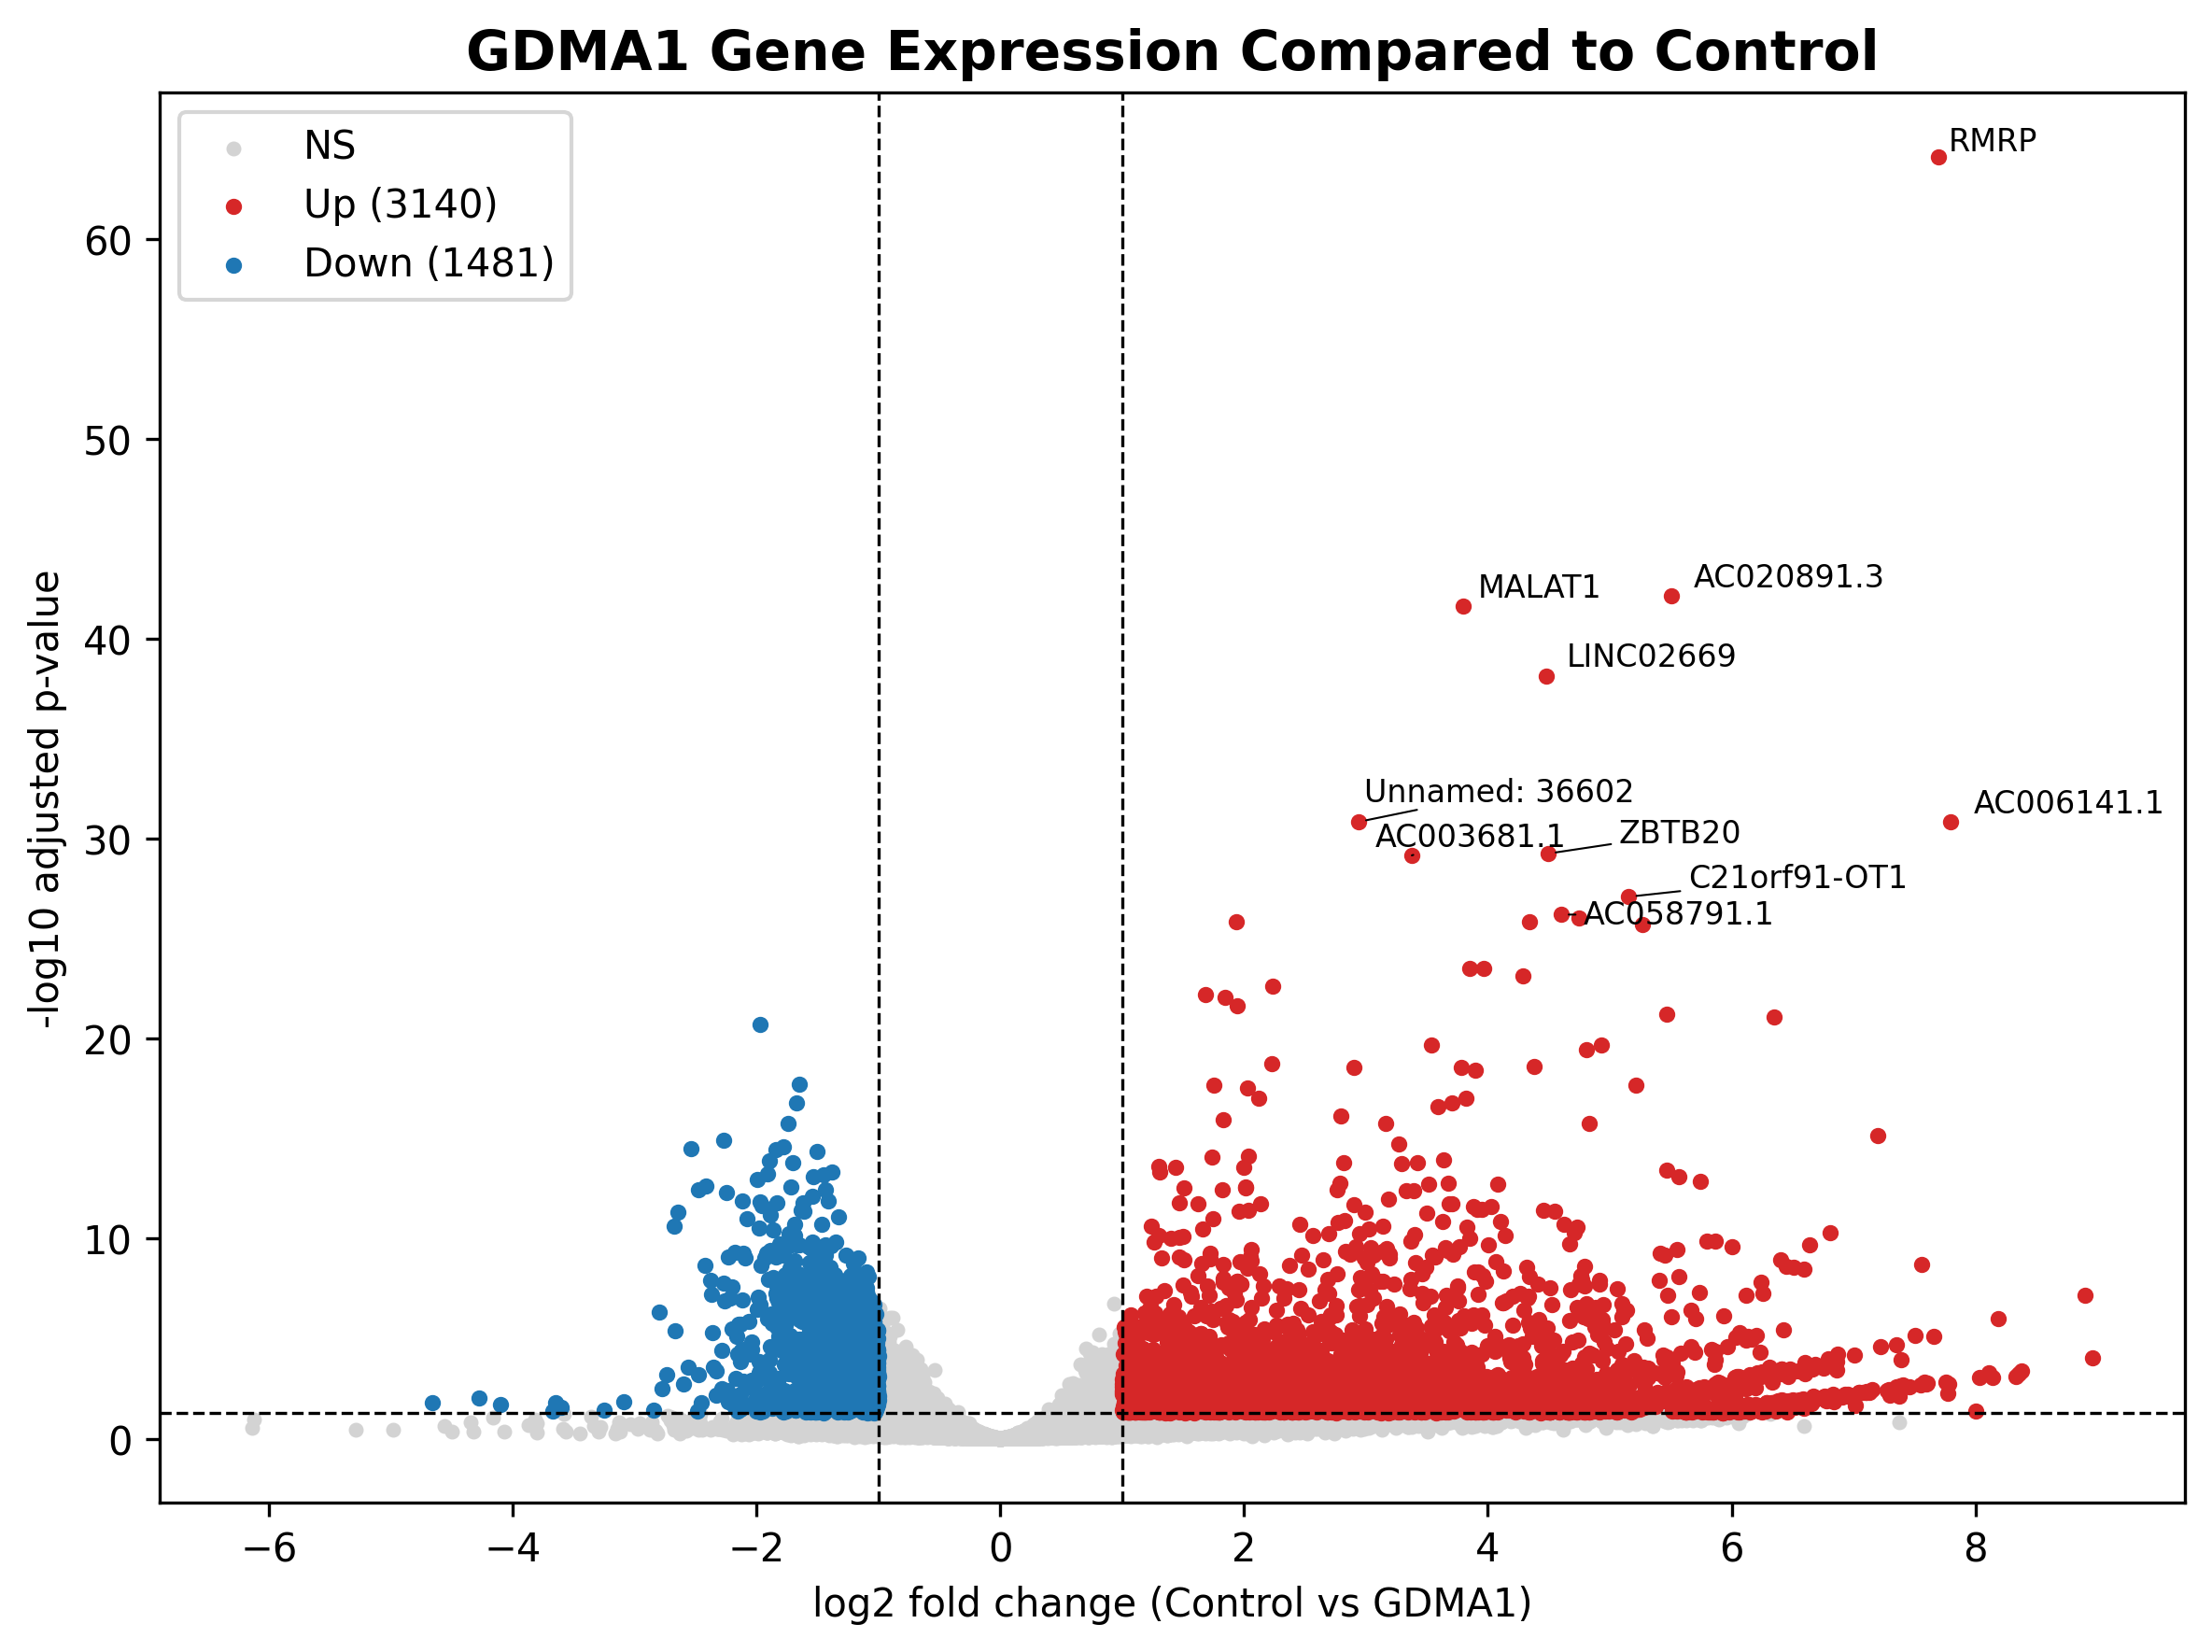 GDMA1 Gene Expression Compared to Control
NS
Up (3140)
Down (1481)
RMRP
MALAT1
AC020891.3
LINC02669
Unnamed: 36602
AC006141.1
AC003681.1
ZBTB20
C21orf91-OT1
AC058791.1
-log10 adjusted p-value
60
50
40
30
20
10
0
−6
−4
−2
0
2
4
6
8
log2 fold change (Control vs GDMA1)